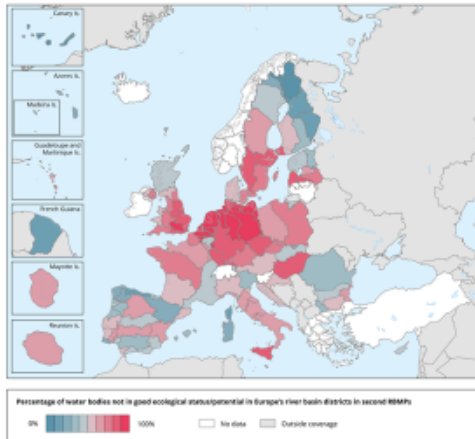 Canary Is.
Azores Is.
Madeira Is.
Guadeloupe and
Martinique Is.
French Guiana
Mayotte Is.
Reunion Is.
Percentage of water bodies not in good ecological status/potential in Europe's river basin districts in second RBMPs
0% 100% No data Outside coverage